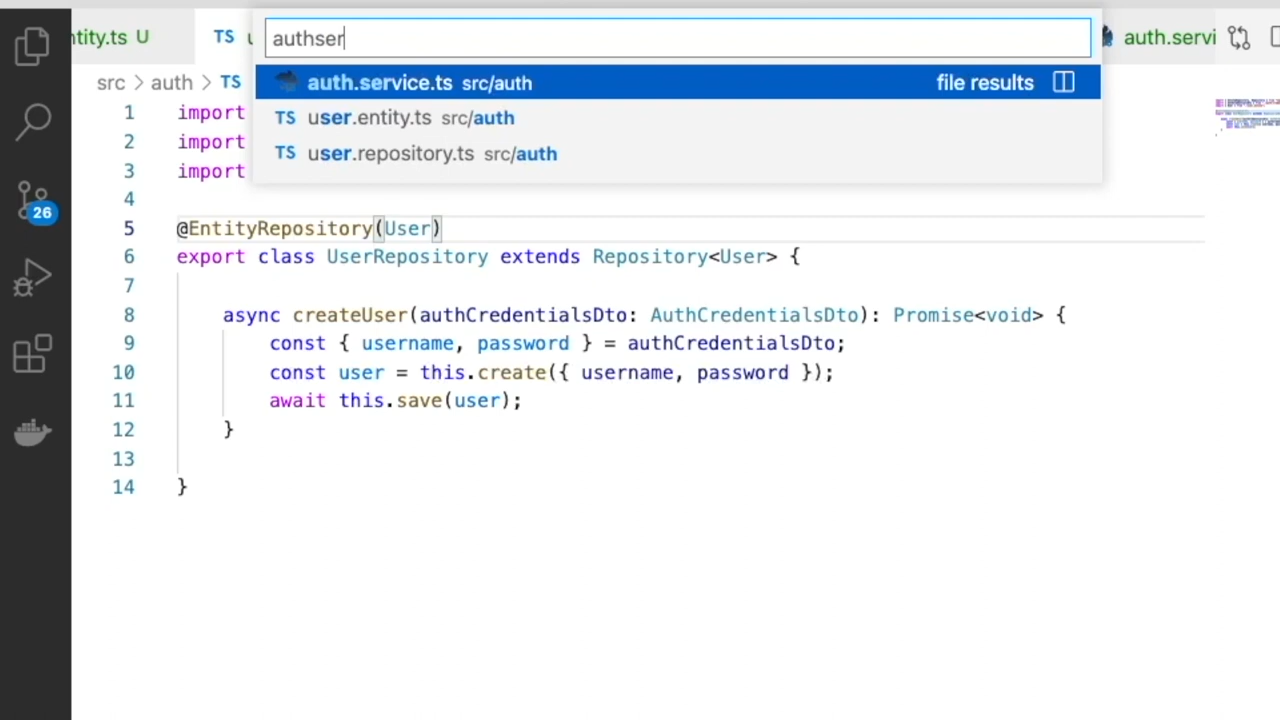 ntity.ts U
TS
authser
auth.servi
auth.service.ts src/auth file results
TS user.entity.ts src/auth
TS user.repository.ts src/auth
src > auth > TS
26
1 import
2 import
3 import
4
5 @EntityRepository(User)
6 export class UserRepository extends Repository<User> {
7
8 async createUser(authCredentialsDto: AuthCredentialsDto): Promise<void> {
9 const { username, password } = authCredentialsDto;
10 const user = this.create({ username, password });
11 await this.save(user);
12 }
13
14 }